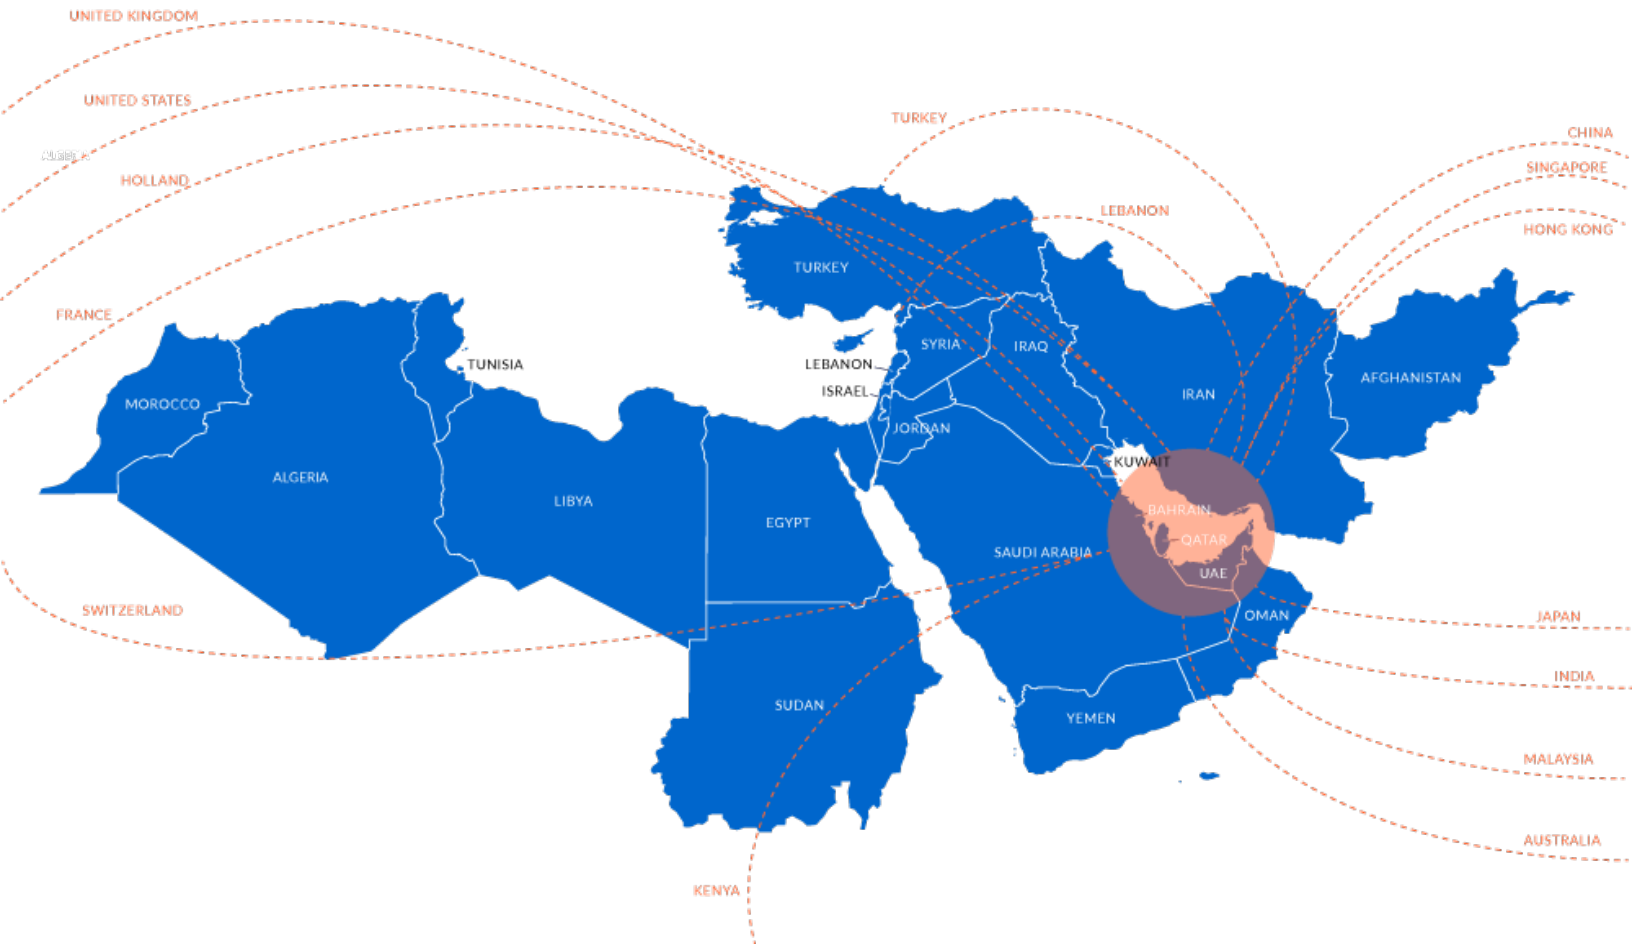 UNITED KINGDOM
UNITED STATES
TURKEY
CHINA
ALGERIA
SINGAPORE
HOLLAND
LEBANON
HONG KONG
TURKEY
FRANCE
SYRIA
IRAQ
TUNISIA
LEBANON
AFGHANISTAN
ISRAEL
IRAN
MOROCCO
JORDAN
KUWAIT
ALGERIA
LIBYA
BAHRAIN
EGYPT
QATAR
SAUDI ARABIA
UAE
SWITZERLAND
OMAN
JAPAN
INDIA
SUDAN
YEMEN
MALAYSIA
AUSTRALIA
KENYA